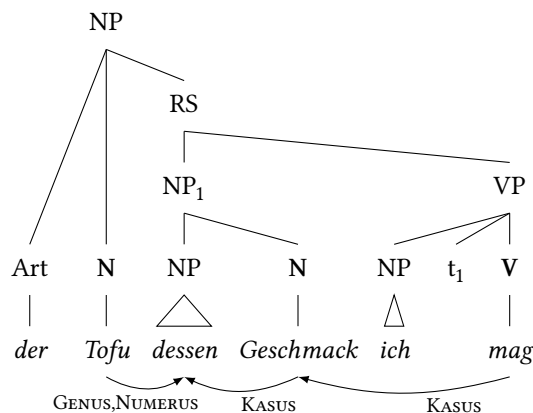 NP
RS
NP₁ VP
Art N NP N NP t₁ V
der Tofu dessen Geschmack ich mag
GENUS,NUMERUS KASUS KASUS